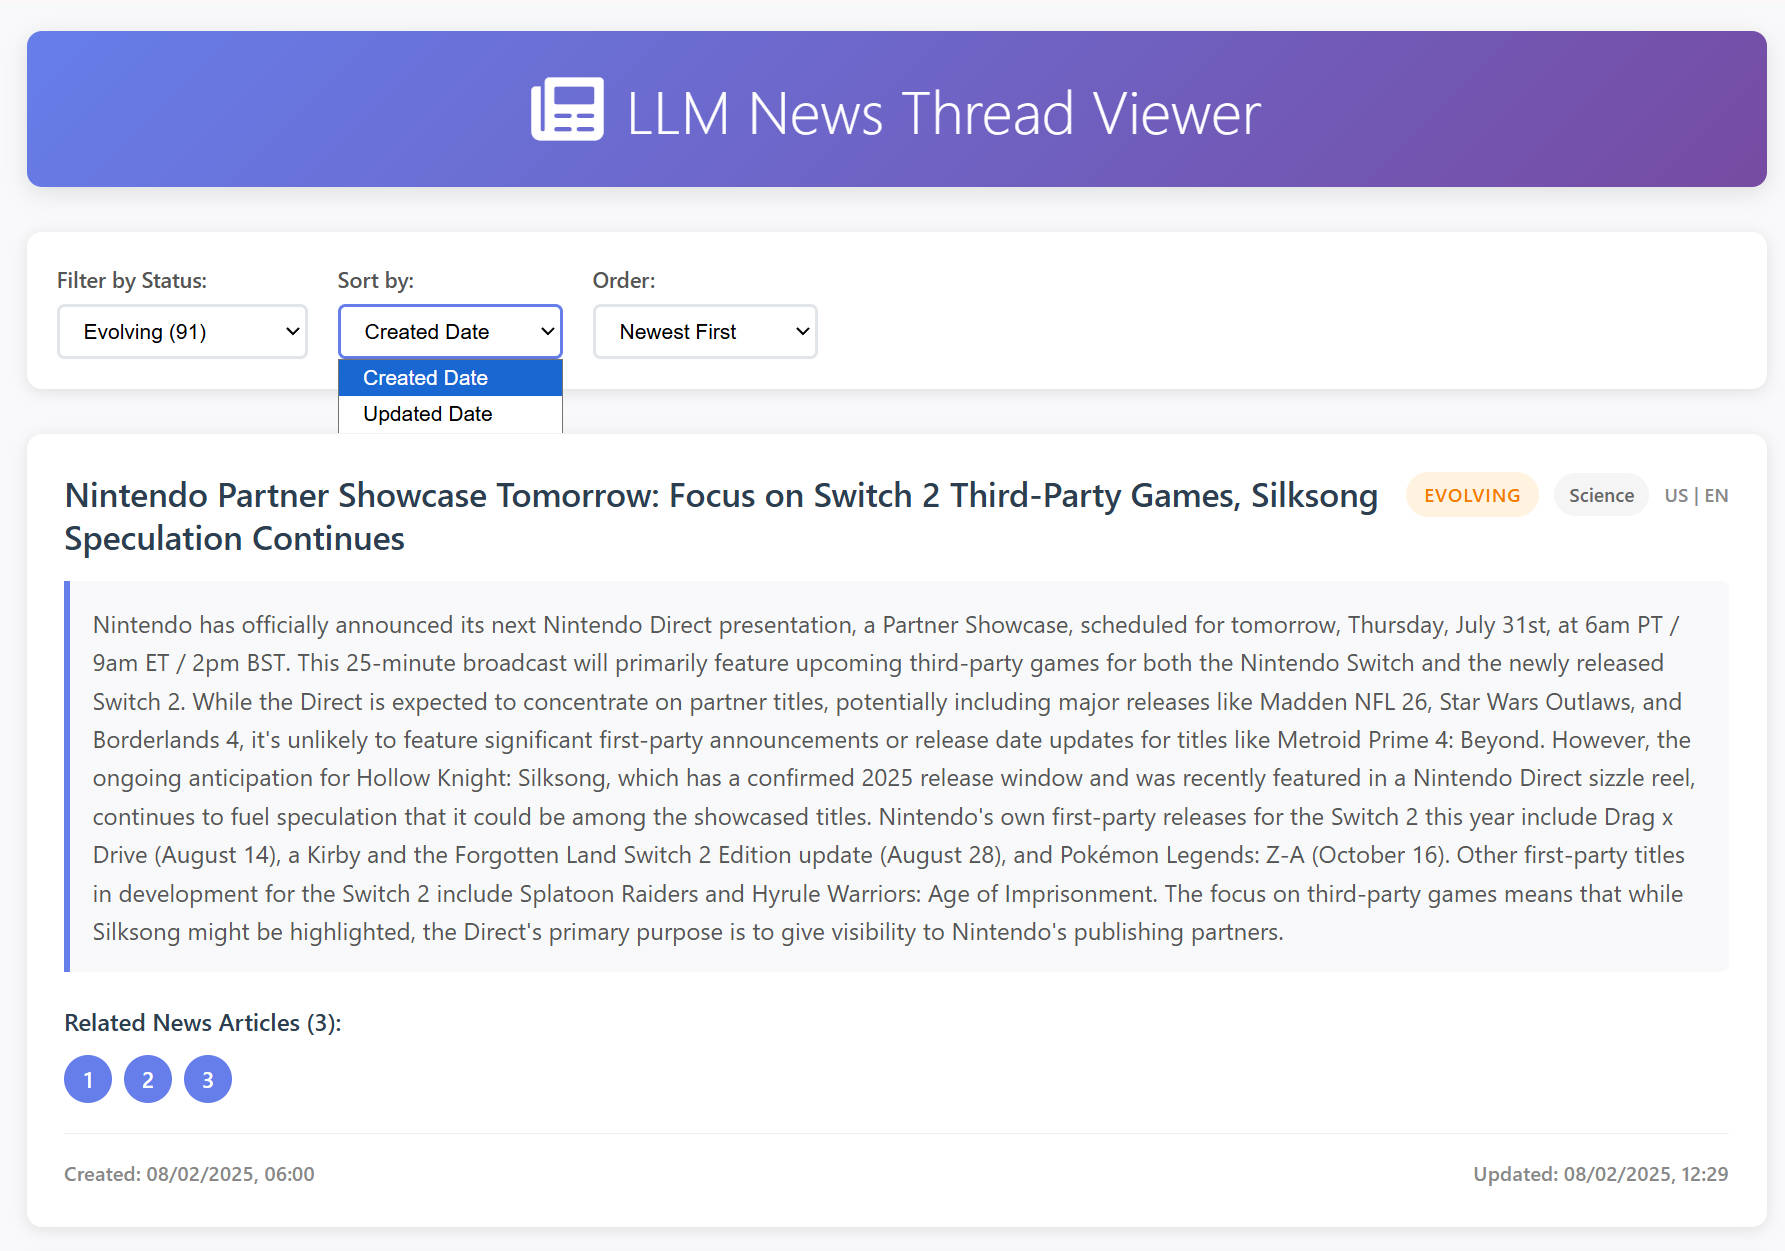 LLM News Thread Viewer
Filter by Status:
Sort by:
Order:
Evolving (91)
Created Date
Newest First
Created Date
Updated Date
Nintendo Partner Showcase Tomorrow: Focus on Switch 2 Third-Party Games, Silksong
Speculation Continues
EVOLVING
Science
US | EN
Nintendo has officially announced its next Nintendo Direct presentation, a Partner Showcase, scheduled for tomorrow, Thursday, July 31st, at 6am PT /
9am ET / 2pm BST. This 25-minute broadcast will primarily feature upcoming third-party games for both the Nintendo Switch and the newly released
Switch 2. While the Direct is expected to concentrate on partner titles, potentially including major releases like Madden NFL 26, Star Wars Outlaws, and
Borderlands 4, it's unlikely to feature significant first-party announcements or release date updates for titles like Metroid Prime 4: Beyond. However, the
ongoing anticipation for Hollow Knight: Silksong, which has a confirmed 2025 release window and was recently featured in a Nintendo Direct sizzle reel,
continues to fuel speculation that it could be among the showcased titles. Nintendo's own first-party releases for the Switch 2 this year include Drag x
Drive (August 14), a Kirby and the Forgotten Land Switch 2 Edition update (August 28), and Pokémon Legends: Z-A (October 16). Other first-party titles
in development for the Switch 2 include Splatoon Raiders and Hyrule Warriors: Age of Imprisonment. The focus on third-party games means that while
Silksong might be highlighted, the Direct's primary purpose is to give visibility to Nintendo's publishing partners.
Related News Articles (3):
1 2 3
Created: 08/02/2025, 06:00
Updated: 08/02/2025, 12:29